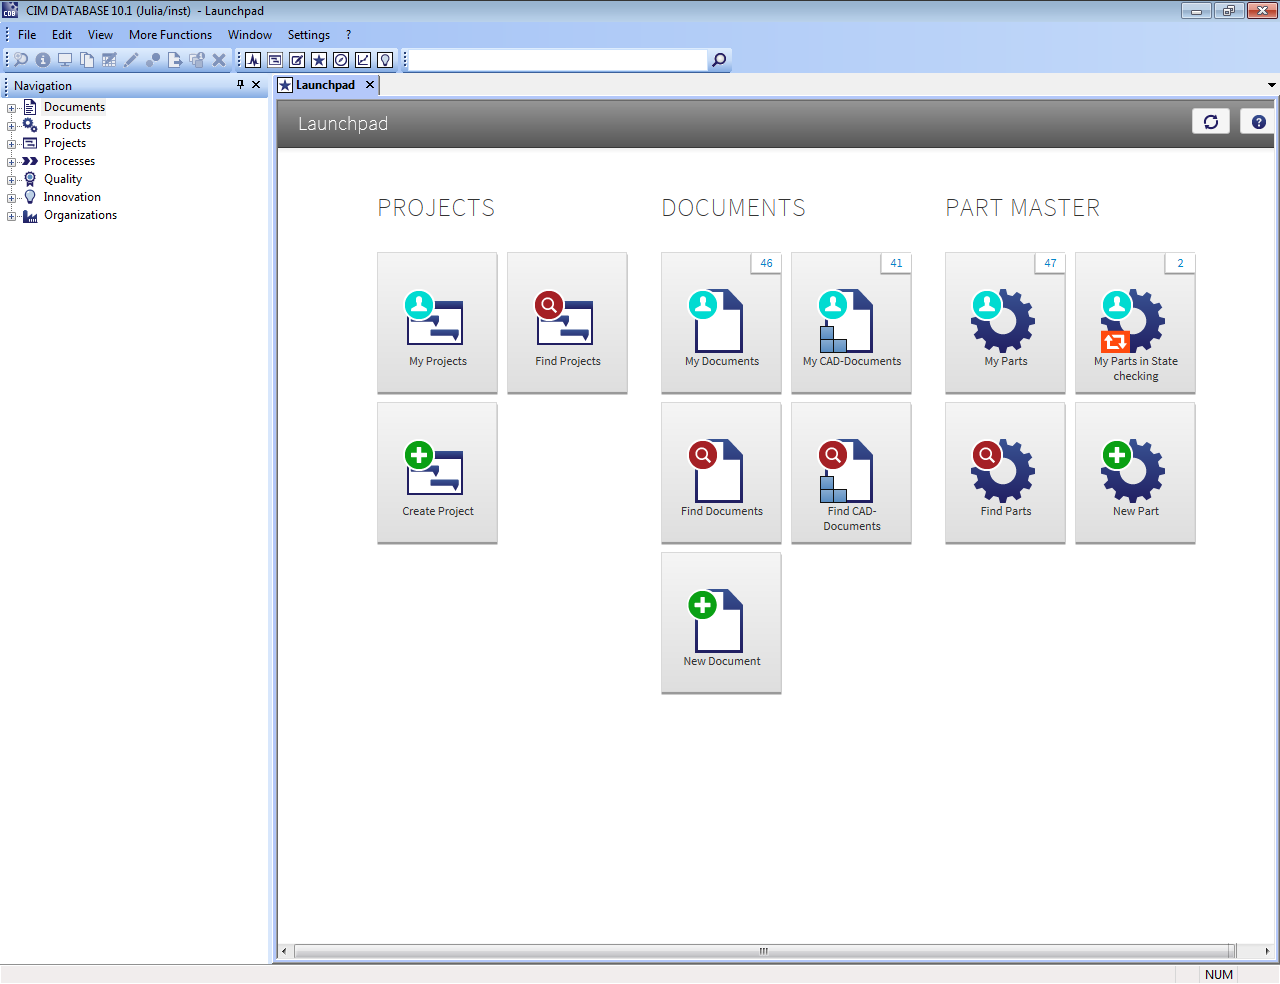 CIM DATABASE 10.1 (Julia/inst)  - Launchpad
File Edit View More Functions Window Settings ?
Navigation
Launchpad
Documents
Products
Projects
Processes
Quality
Innovation
Organizations
Launchpad
PROJECTS
My Projects
Find Projects
Create Project
DOCUMENTS
46
My Documents
41
My CAD-Documents
Find Documents
Find CAD-
Documents
New Document
PART MASTER
47
My Parts
2
My Parts in State
checking
Find Parts
New Part
NUM